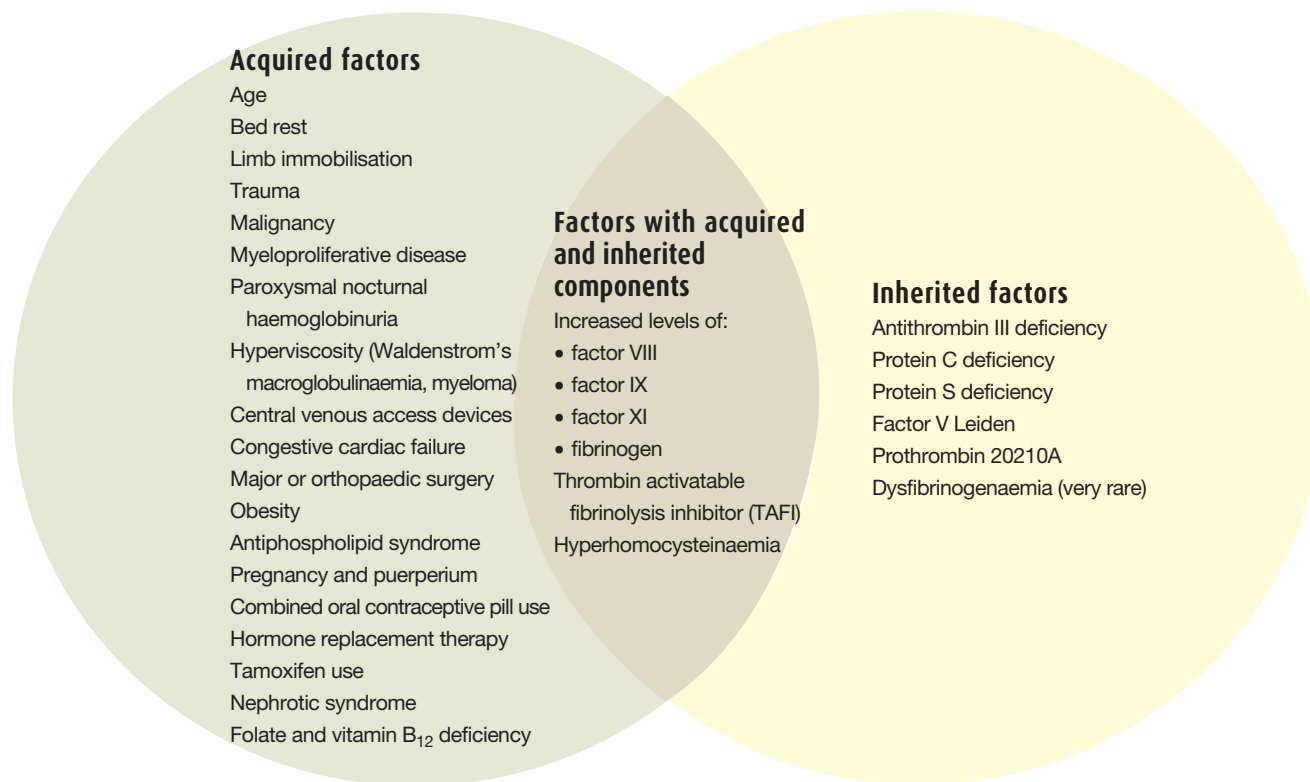 Acquired factors
Age
Bed rest
Limb immobilisation
Trauma
Malignancy
Myeloproliferative disease
Paroxysmal nocturnal
haemoglobinuria
Hyperviscosity (Waldenstrom's
macroglobulinaemia, myeloma)
Central venous access devices
Congestive cardiac failure
Major or orthopaedic surgery
Obesity
Antiphospholipid syndrome
Pregnancy and puerperium
Combined oral contraceptive pill use
Hormone replacement therapy
Tamoxifen use
Nephrotic syndrome
Folate and vitamin B12 deficiency
Factors with acquired
and inherited
components
Increased levels of:
• factor VIII
• factor IX
• factor XI
• fibrinogen
Thrombin activatable
fibrinolysis inhibitor (TAFI)
Hyperhomocysteinaemia
Inherited factors
Antithrombin III deficiency
Protein C deficiency
Protein S deficiency
Factor V Leiden
Prothrombin 20210A
Dysfibrinogenaemia (very rare)